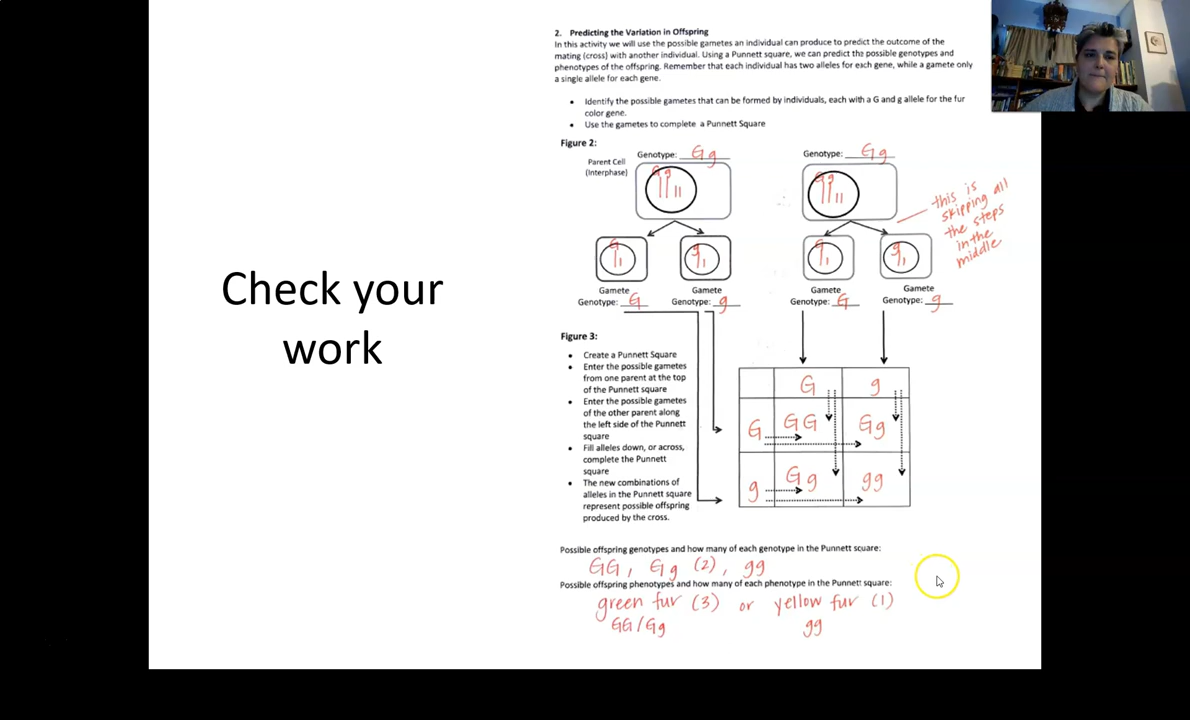 Check your
work
2. Predicting the Variation in Offspring
In this activity we will use the possible gametes an individual can produce to predict the outcome of the
mating (cross) with another individual. Using a Punnett square, we can predict the possible genotypes and
phenotypes of the offspring. Remember that each individual has two alleles for each gene, while a gamete only
a single allele for each gene.
• Identify the possible gametes that can be formed by individuals, each with a G and g allele for the fur
color gene.
• Use the gametes to complete a Punnett Square
Figure 2:
Genotype: Gg
Genotype: Gg
Parent Cell
(Interphase)
G g
G g
this is
skipping all
the steps
in the
middle
G
g
G
g
Gamete
Genotype: G
Gamete
Genotype: g
Gamete
Genotype: G
Gamete
Genotype: g
Figure 3:
• Create a Punnett Square
• Enter the possible gametes
from one parent at the top
of the Punnett square
• Enter the possible gametes
of the other parent along
the left side of the Punnett
square
• Fill alleles down, or across,
complete the Punnett
square
• The new combinations of
alleles in the Punnett square
represent possible offspring
produced by the cross.
G g
G GG Gg
g Gg gg
Possible offspring genotypes and how many of each genotype in the Punnett square:
GG, Gg (2), gg
Possible offspring phenotypes and how many of each phenotype in the Punnett square:
green fur (3) or yellow fur (1)
GG/Gg gg